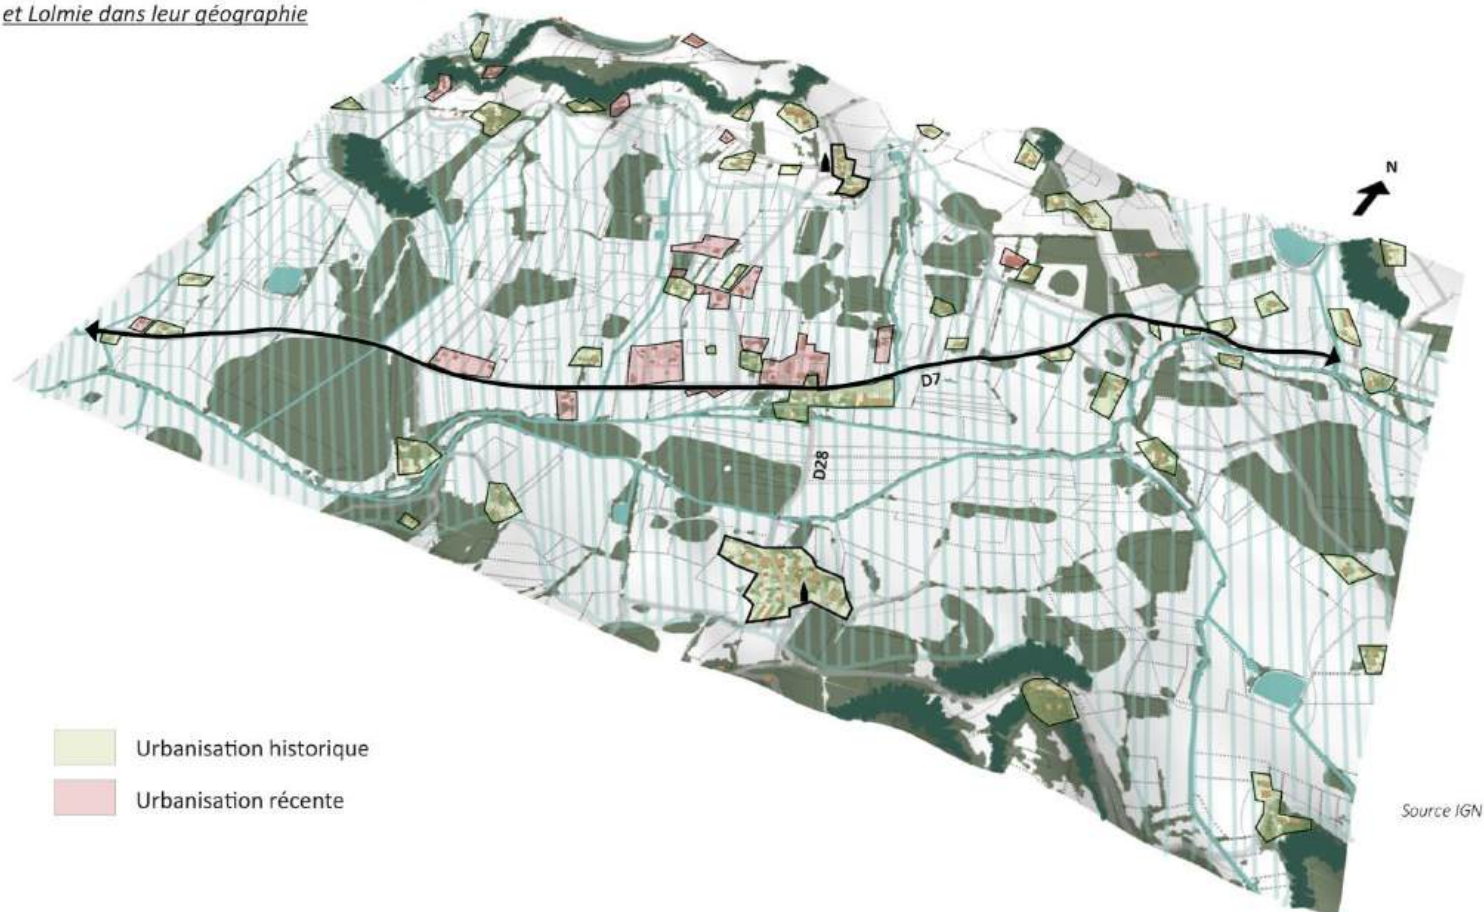 et Lolmie dans leur géographie
N
D7
D28
Urbanisation historique
Urbanisation récente
Source IGN